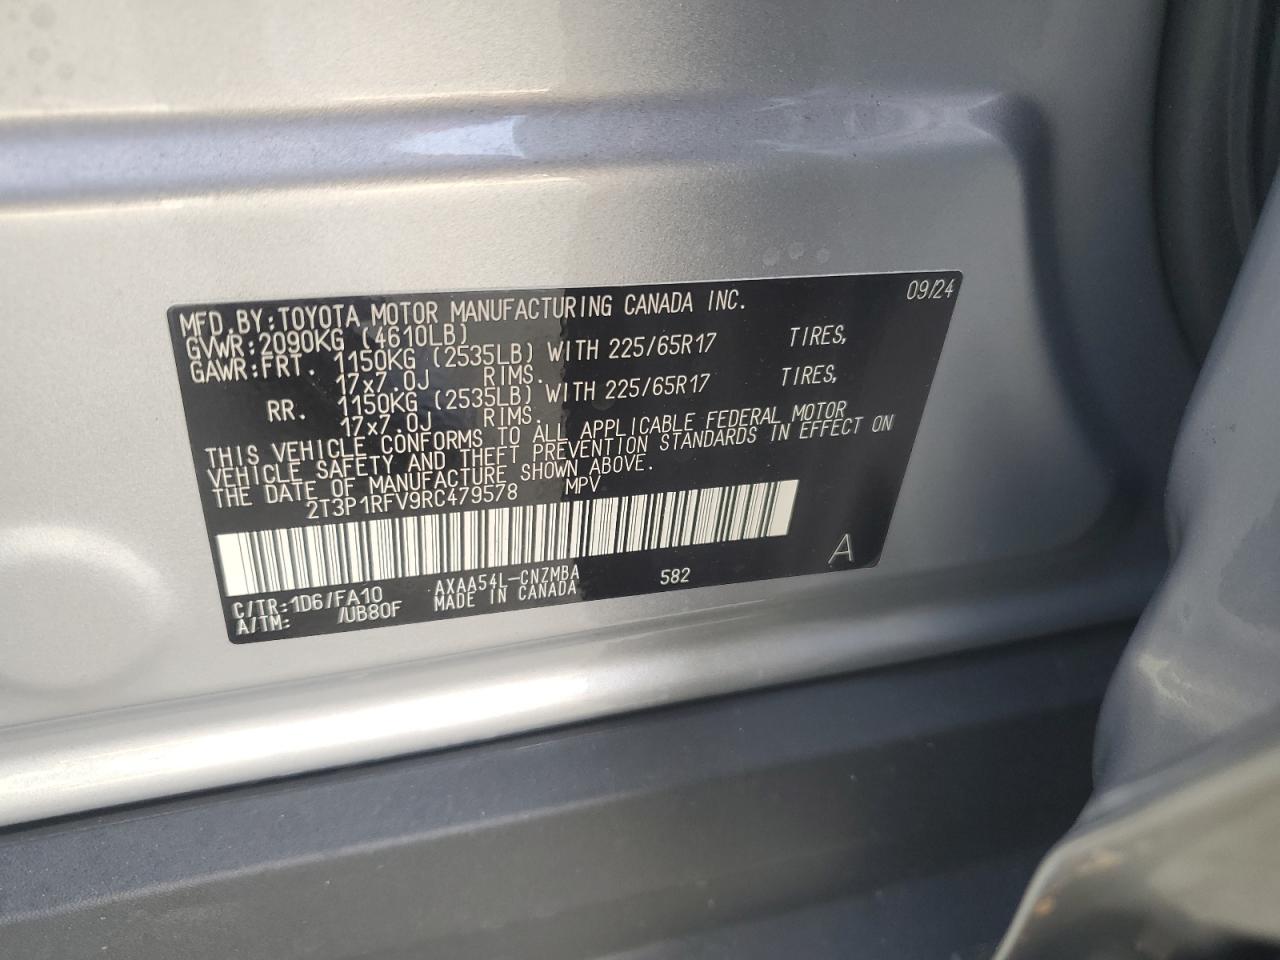 09/24
MFD.BY:TOYOTA MOTOR MANUFACTURING CANADA INC.
GVWR:2090KG (4610LB)
GAWR:FRT. 1150KG (2535LB) WITH 225/65R17 TIRES,
17x7.0J RIMS.
RR. 1150KG (2535LB) WITH 225/65R17 TIRES,
17x7.0J RIMS.
THIS VEHICLE CONFORMS TO ALL APPLICABLE FEDERAL MOTOR
VEHICLE SAFETY AND THEFT PREVENTION STANDARDS IN EFFECT ON
THE DATE OF MANUFACTURE SHOWN ABOVE.
2T3P1RFV9RC479578 MPV
A
C/TR:1D6/FA10 AXAA54L-CNZMBA 582
A/TM: /UB80F MADE IN CANADA